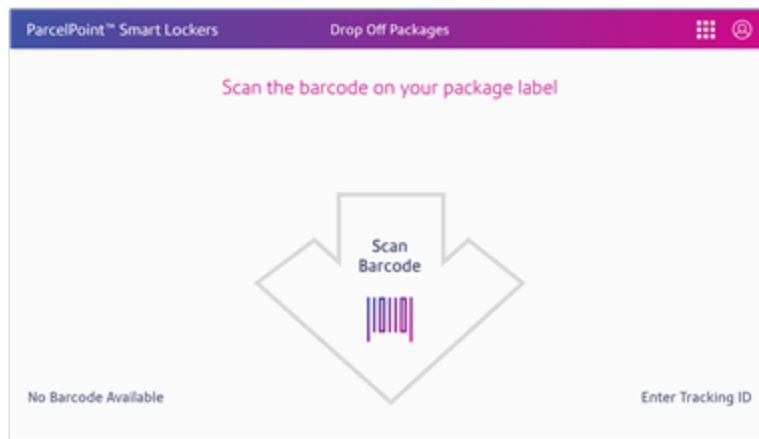 ParcelPoint™ Smart Lockers
Drop Off Packages
Scan the barcode on your package label
Scan
Barcode
No Barcode Available
Enter Tracking ID